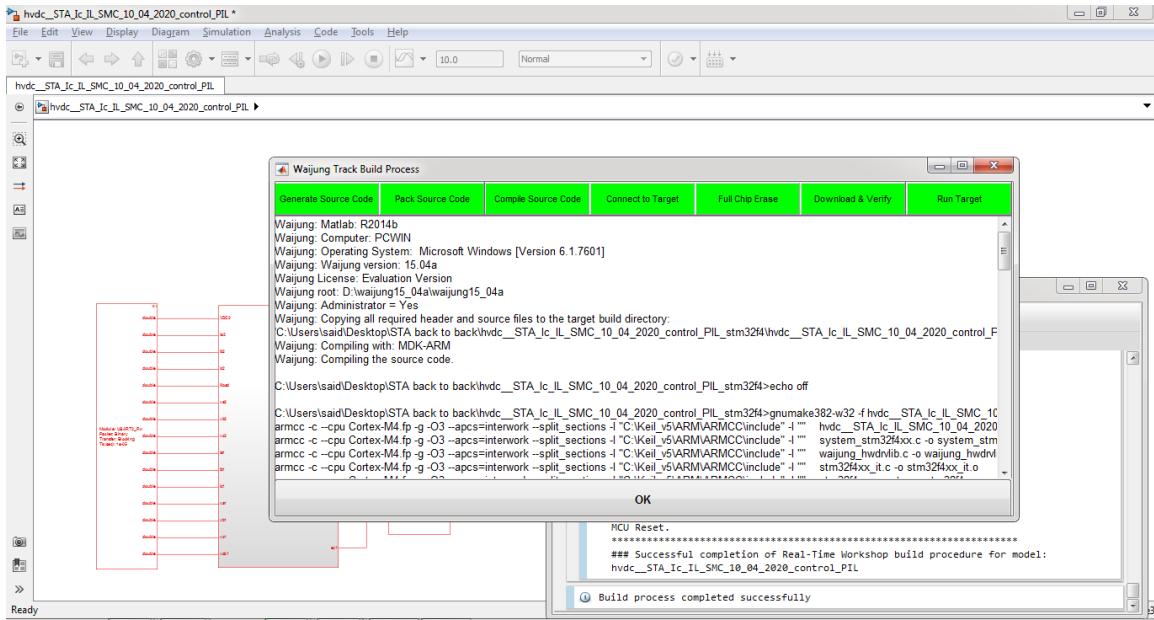 hvdc__STA_Ic_IL_SMC_10_04_2020_control_PIL *
File Edit View Display Diagram Simulation Analysis Code Tools Help
10.0 Normal
hvdc__STA_Ic_IL_SMC_10_04_2020_control_PIL
hvdc__STA_Ic_IL_SMC_10_04_2020_control_PIL
Waijung Track Build Process
Generate Source Code Pack Source Code Compile Source Code Connect to Target Full Chip Erase Download & Verify Run Target
Waijung: Matlab: R2014b
Waijung: Computer: PCWIN
Waijung: Operating System: Microsoft Windows [Version 6.1.7601]
Waijung: Waijung version: 15.04a
Waijung License: Evaluation Version
Waijung root: D:\waijung15_04a\waijung15_04a
Waijung: Administrator = Yes
Waijung: Copying all required header and source files to the target build directory:
'C:\Users\said\Desktop\STA back to back\hvdc__STA_Ic_IL_SMC_10_04_2020_control_PIL_stm32f4\hvdc__STA_Ic_IL_SMC_10_04_2020_control_P
Waijung: Compiling with: MDK-ARM
Waijung: Compiling the source code.
C:\Users\said\Desktop\STA back to back\hvdc__STA_Ic_IL_SMC_10_04_2020_control_PIL_stm32f4>echo off
C:\Users\said\Desktop\STA back to back\hvdc__STA_Ic_IL_SMC_10_04_2020_control_PIL_stm32f4>gnumake382-w32 -f hvdc__STA_Ic_IL_SMC_10
armcc -c --cpu Cortex-M4.fp -g -O3 --apcs=interwork --split_sections -I "C:\Keil_v5\ARM\ARMCC\include" -I "" hvdc__STA_Ic_IL_SMC_10
armcc -c --cpu Cortex-M4.fp -g -O3 --apcs=interwork --split_sections -I "C:\Keil_v5\ARM\ARMCC\include" -I "" system_stm32f4xx.c -o system_stm
armcc -c --cpu Cortex-M4.fp -g -O3 --apcs=interwork --split_sections -I "C:\Keil_v5\ARM\ARMCC\include" -I "" waijung_hwdrvlib.c -o waijung_hwdrvl
armcc -c --cpu Cortex-M4.fp -g -O3 --apcs=interwork --split_sections -I "C:\Keil_v5\ARM\ARMCC\include" -I "" stm32f4xx_it.c -o stm32f4xx_it.o
OK
MCU Reset.
******************************************************************
### Successful completion of Real-Time Workshop build procedure for model:
hvdc__STA_Ic_IL_SMC_10_04_2020_control_PIL
Build process completed successfully
Ready